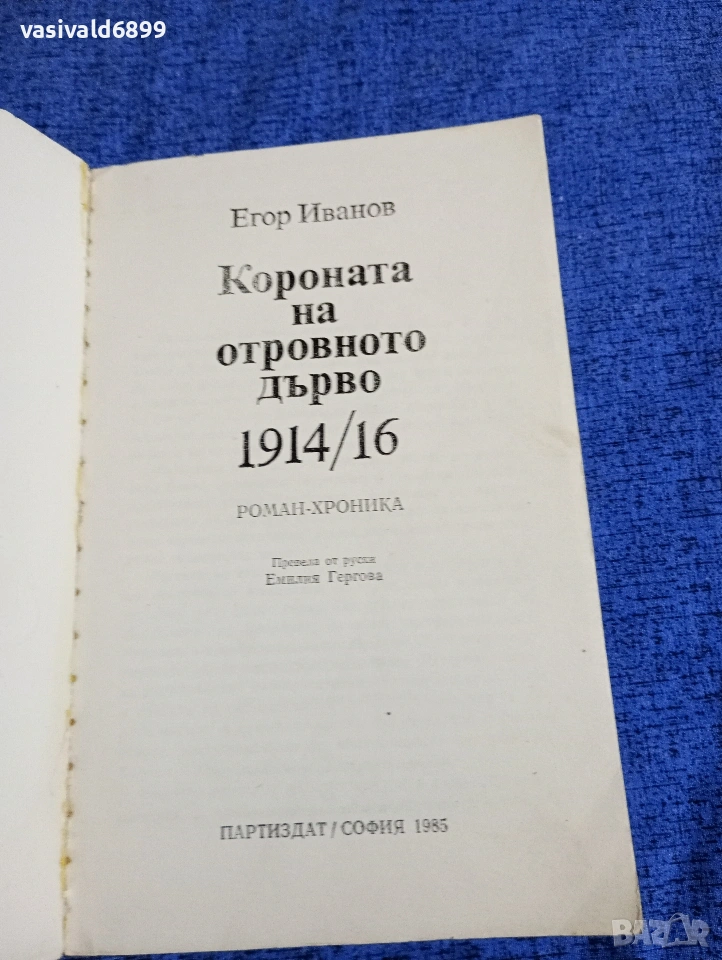 vasivald6899
Егор Иванов
Короната
на
отровното
дърво
1914/16
РОМАН-ХРОНИКА
Превела от руски
Емилия Гергова
ПАРТИЗДАТ / СОФИЯ 1985
BAZAR